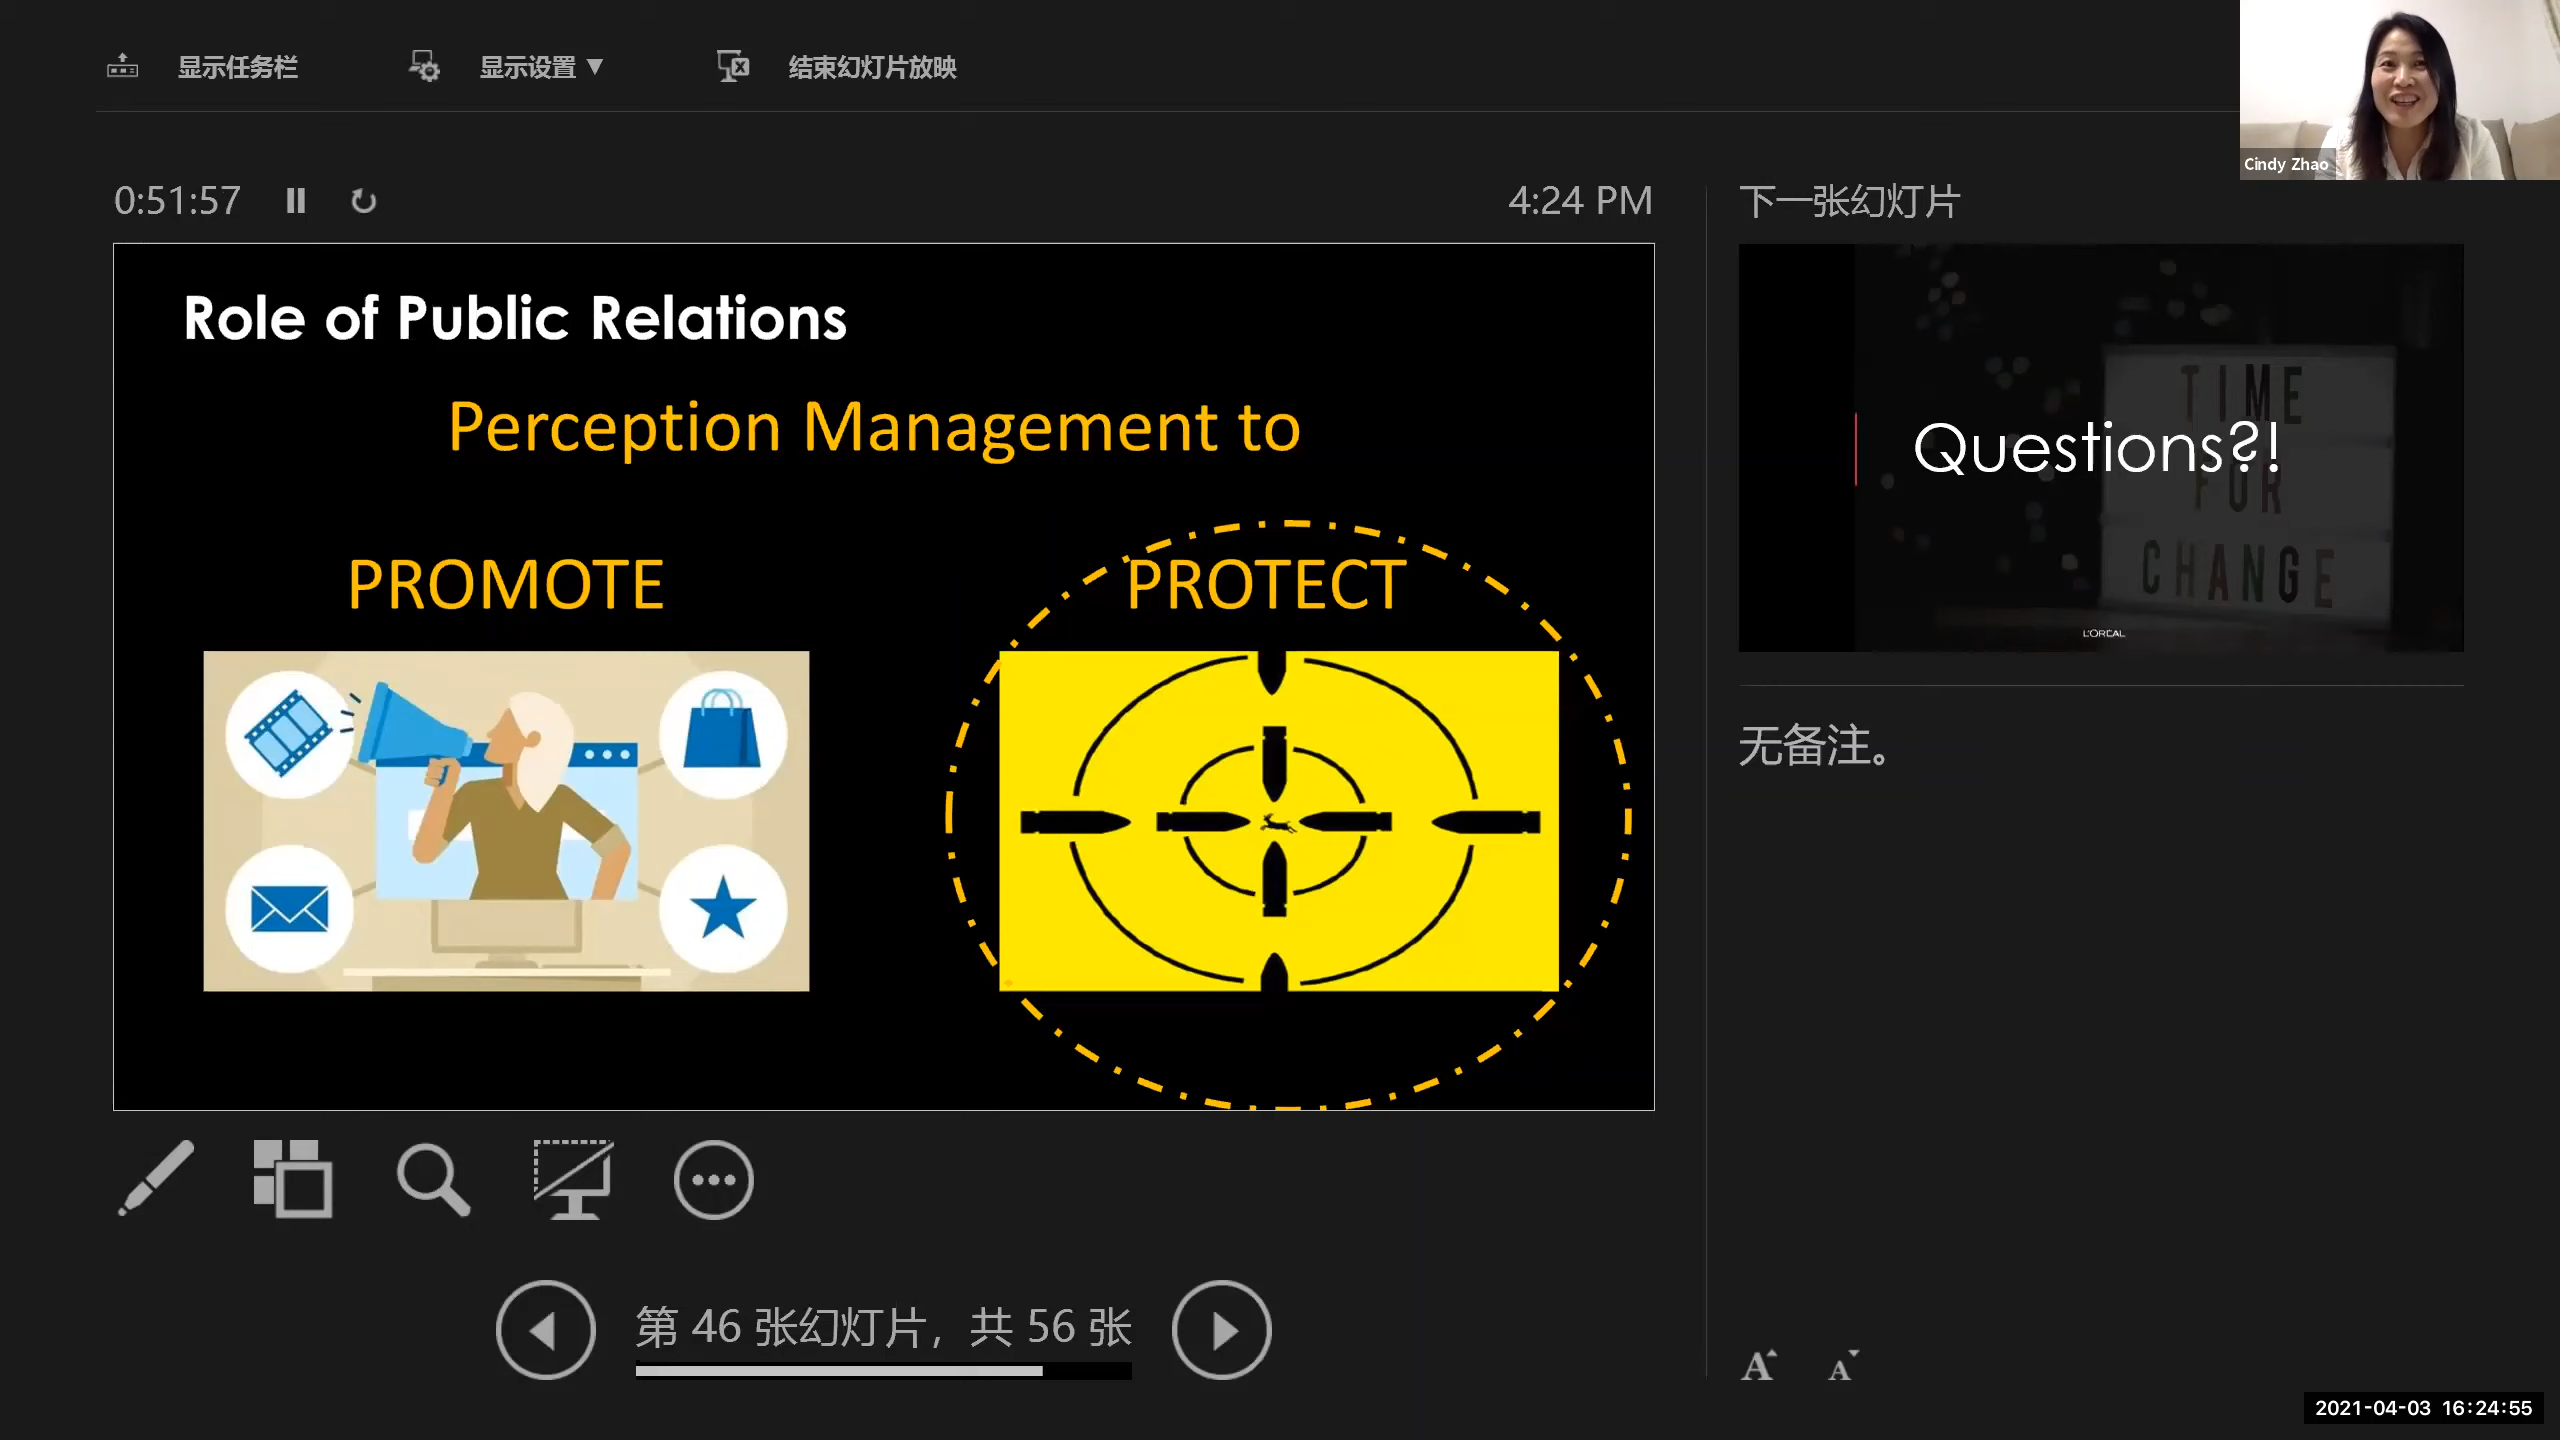 显示任务栏
显示设置 ▼
结束幻灯片放映
Cindy Zhao
0:51:57
4:24 PM
下一张幻灯片
Role of Public Relations
Perception Management to
PROMOTE
PROTECT
TIME
Questions?!
FOR
CHANGE
L'ORÉAL
无备注。
第 46 张幻灯片，共 56 张
A
A
2021-04-03 16:24:55